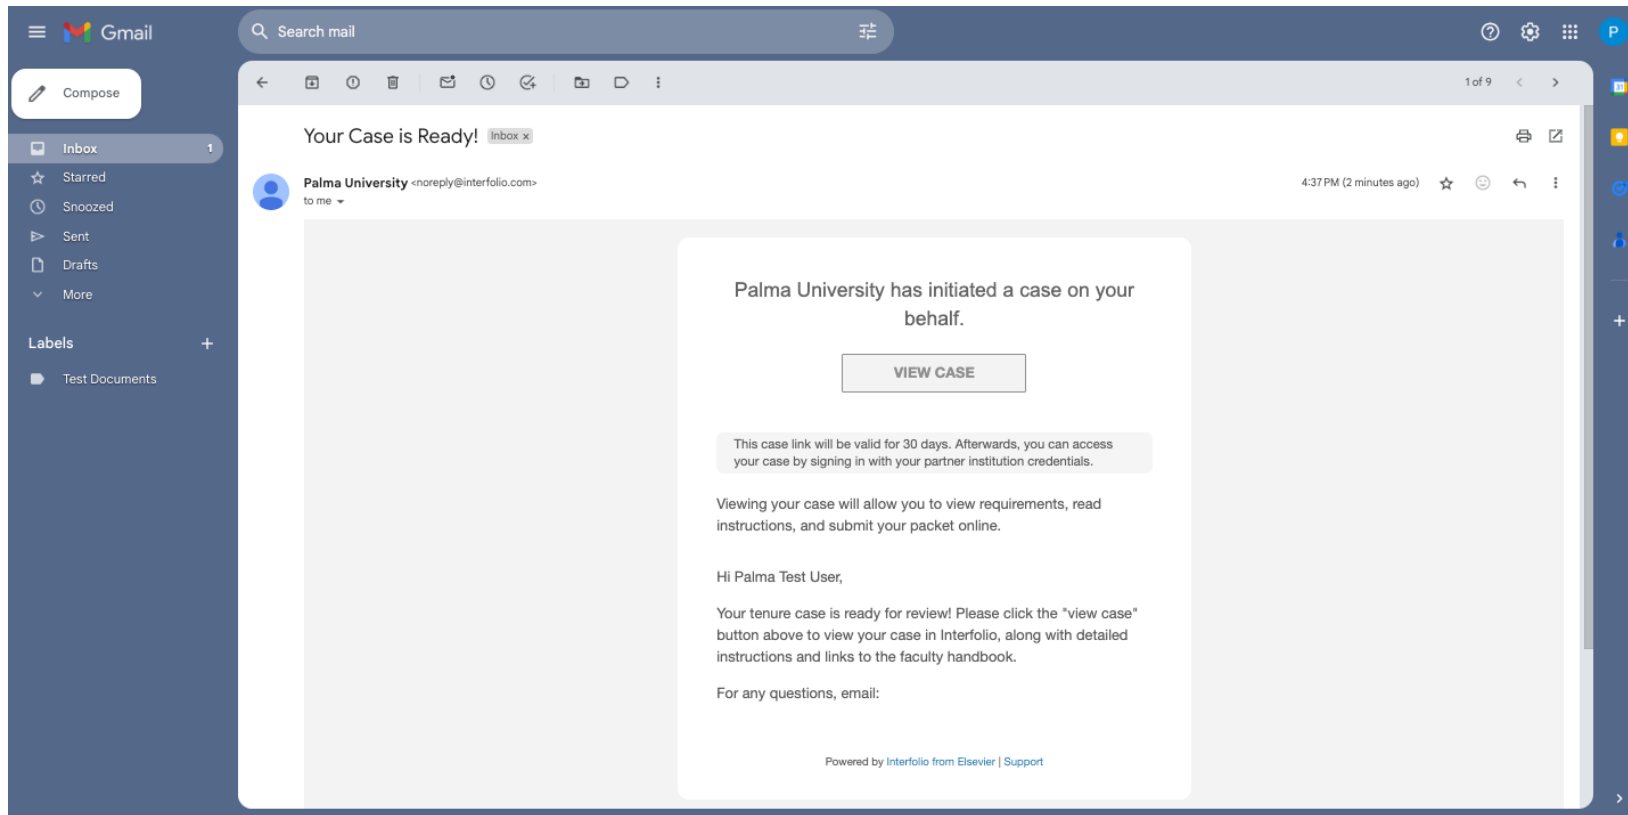 Gmail
Search mail
P
Compose
1 of 9
Inbox 1
Starred
Snoozed
Sent
Drafts
More
Labels
Test Documents
Your Case is Ready! Inbox x
Palma University <noreply@interfolio.com>
to me
4:37 PM (2 minutes ago)
Palma University has initiated a case on your
behalf.
VIEW CASE
This case link will be valid for 30 days. Afterwards, you can access
your case by signing in with your partner institution credentials.
Viewing your case will allow you to view requirements, read
instructions, and submit your packet online.
Hi Palma Test User,
Your tenure case is ready for review! Please click the "view case"
button above to view your case in Interfolio, along with detailed
instructions and links to the faculty handbook.
For any questions, email:
Powered by Interfolio from Elsevier | Support
31